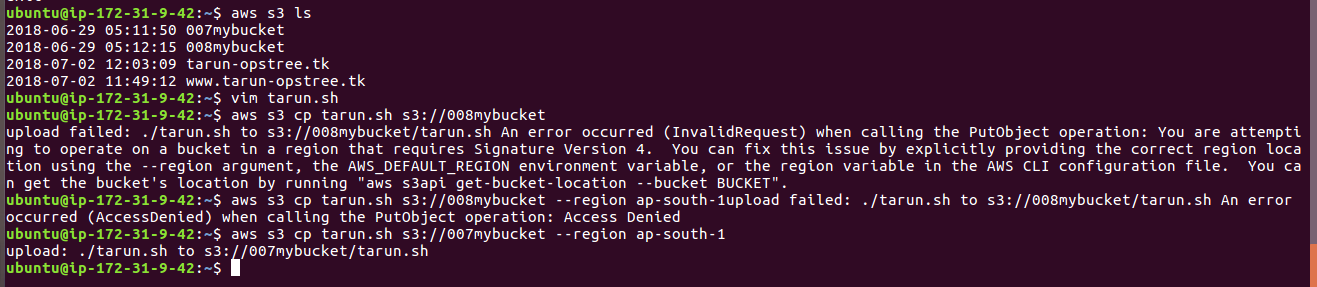 ubuntu@ip-172-31-9-42:~$ aws s3 ls
2018-06-29 05:11:50 007mybucket
2018-06-29 05:12:15 008mybucket
2018-07-02 12:03:09 tarun-opstree.tk
2018-07-02 11:49:12 www.tarun-opstree.tk
ubuntu@ip-172-31-9-42:~$ vim tarun.sh
ubuntu@ip-172-31-9-42:~$ aws s3 cp tarun.sh s3://008mybucket
upload failed: ./tarun.sh to s3://008mybucket/tarun.sh An error occurred (InvalidRequest) when calling the PutObject operation: You are attempti
ng to operate on a bucket in a region that requires Signature Version 4.  You can fix this issue by explicitly providing the correct region loca
tion using the --region argument, the AWS_DEFAULT_REGION environment variable, or the region variable in the AWS CLI configuration file.  You ca
n get the bucket's location by running "aws s3api get-bucket-location --bucket BUCKET".
ubuntu@ip-172-31-9-42:~$ aws s3 cp tarun.sh s3://008mybucket --region ap-south-1upload failed: ./tarun.sh to s3://008mybucket/tarun.sh An error
occurred (AccessDenied) when calling the PutObject operation: Access Denied
ubuntu@ip-172-31-9-42:~$ aws s3 cp tarun.sh s3://007mybucket --region ap-south-1
upload: ./tarun.sh to s3://007mybucket/tarun.sh
ubuntu@ip-172-31-9-42:~$